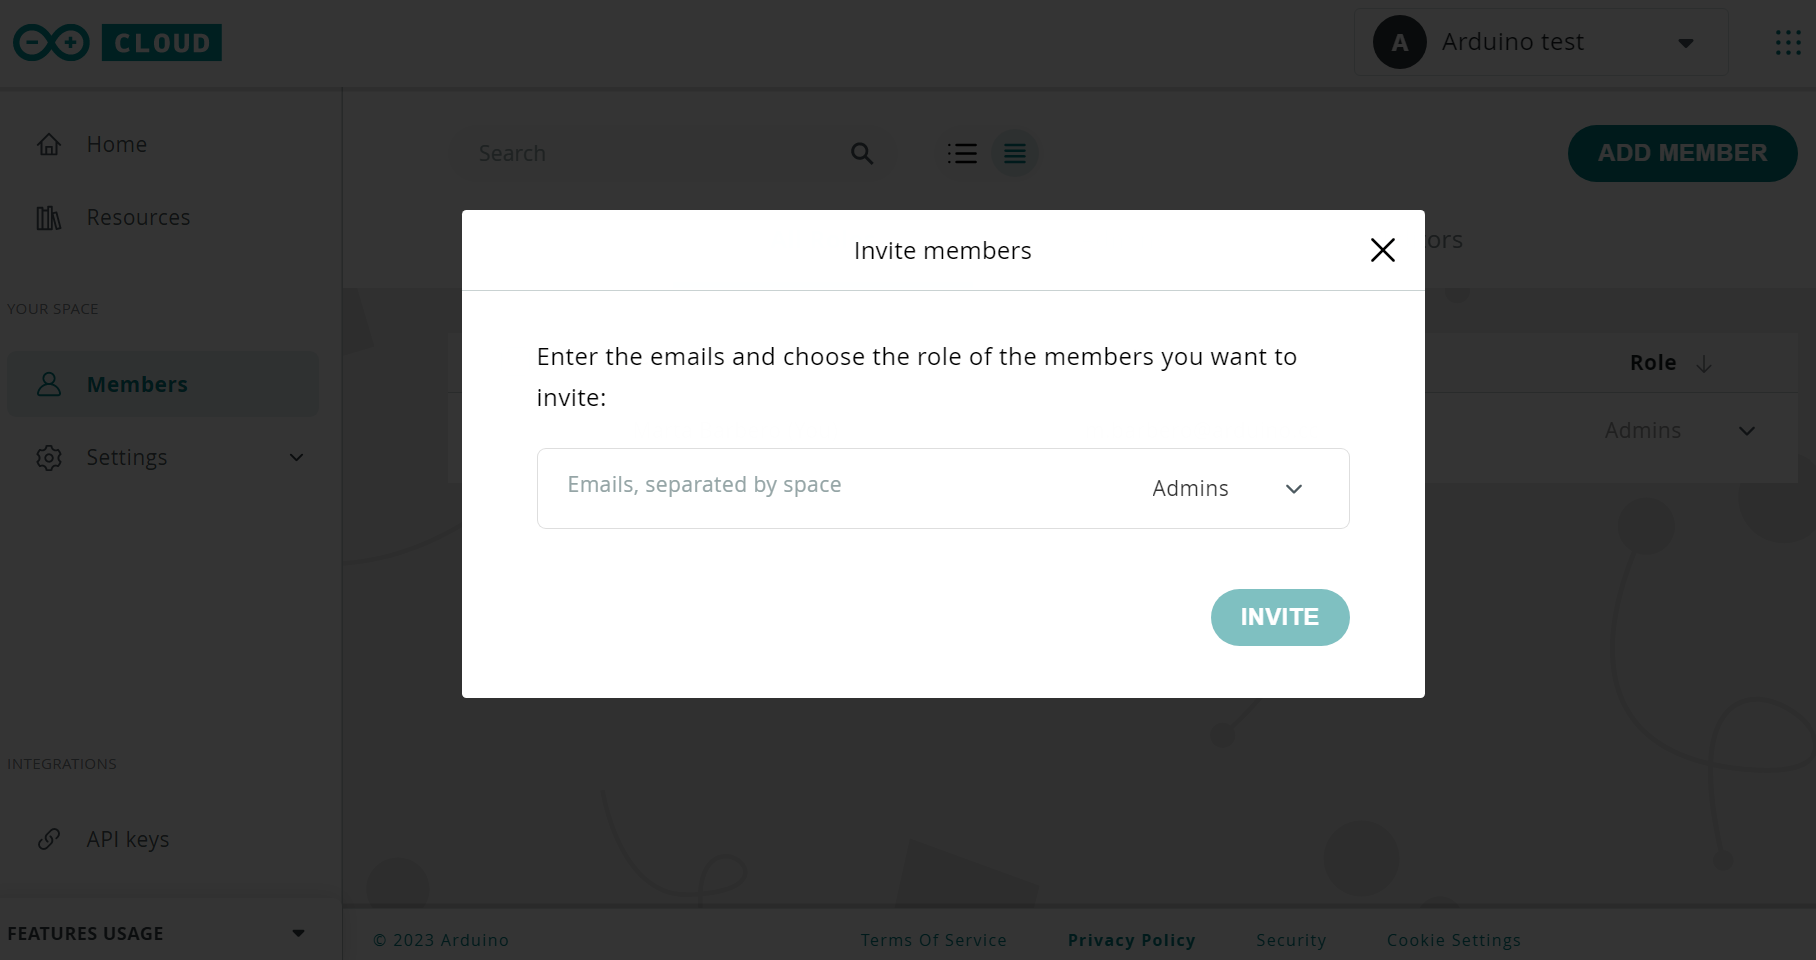 CLOUD
A
Arduino test
Home
Resources
YOUR SPACE
Members
Settings
INTEGRATIONS
API keys
FEATURES USAGE
Search
ADD MEMBER
ors
Role
Admins
Invite members
Enter the emails and choose the role of the members you want to
invite:
Emails, separated by space
Admins
INVITE
© 2023 Arduino
Terms Of Service
Privacy Policy
Security
Cookie Settings